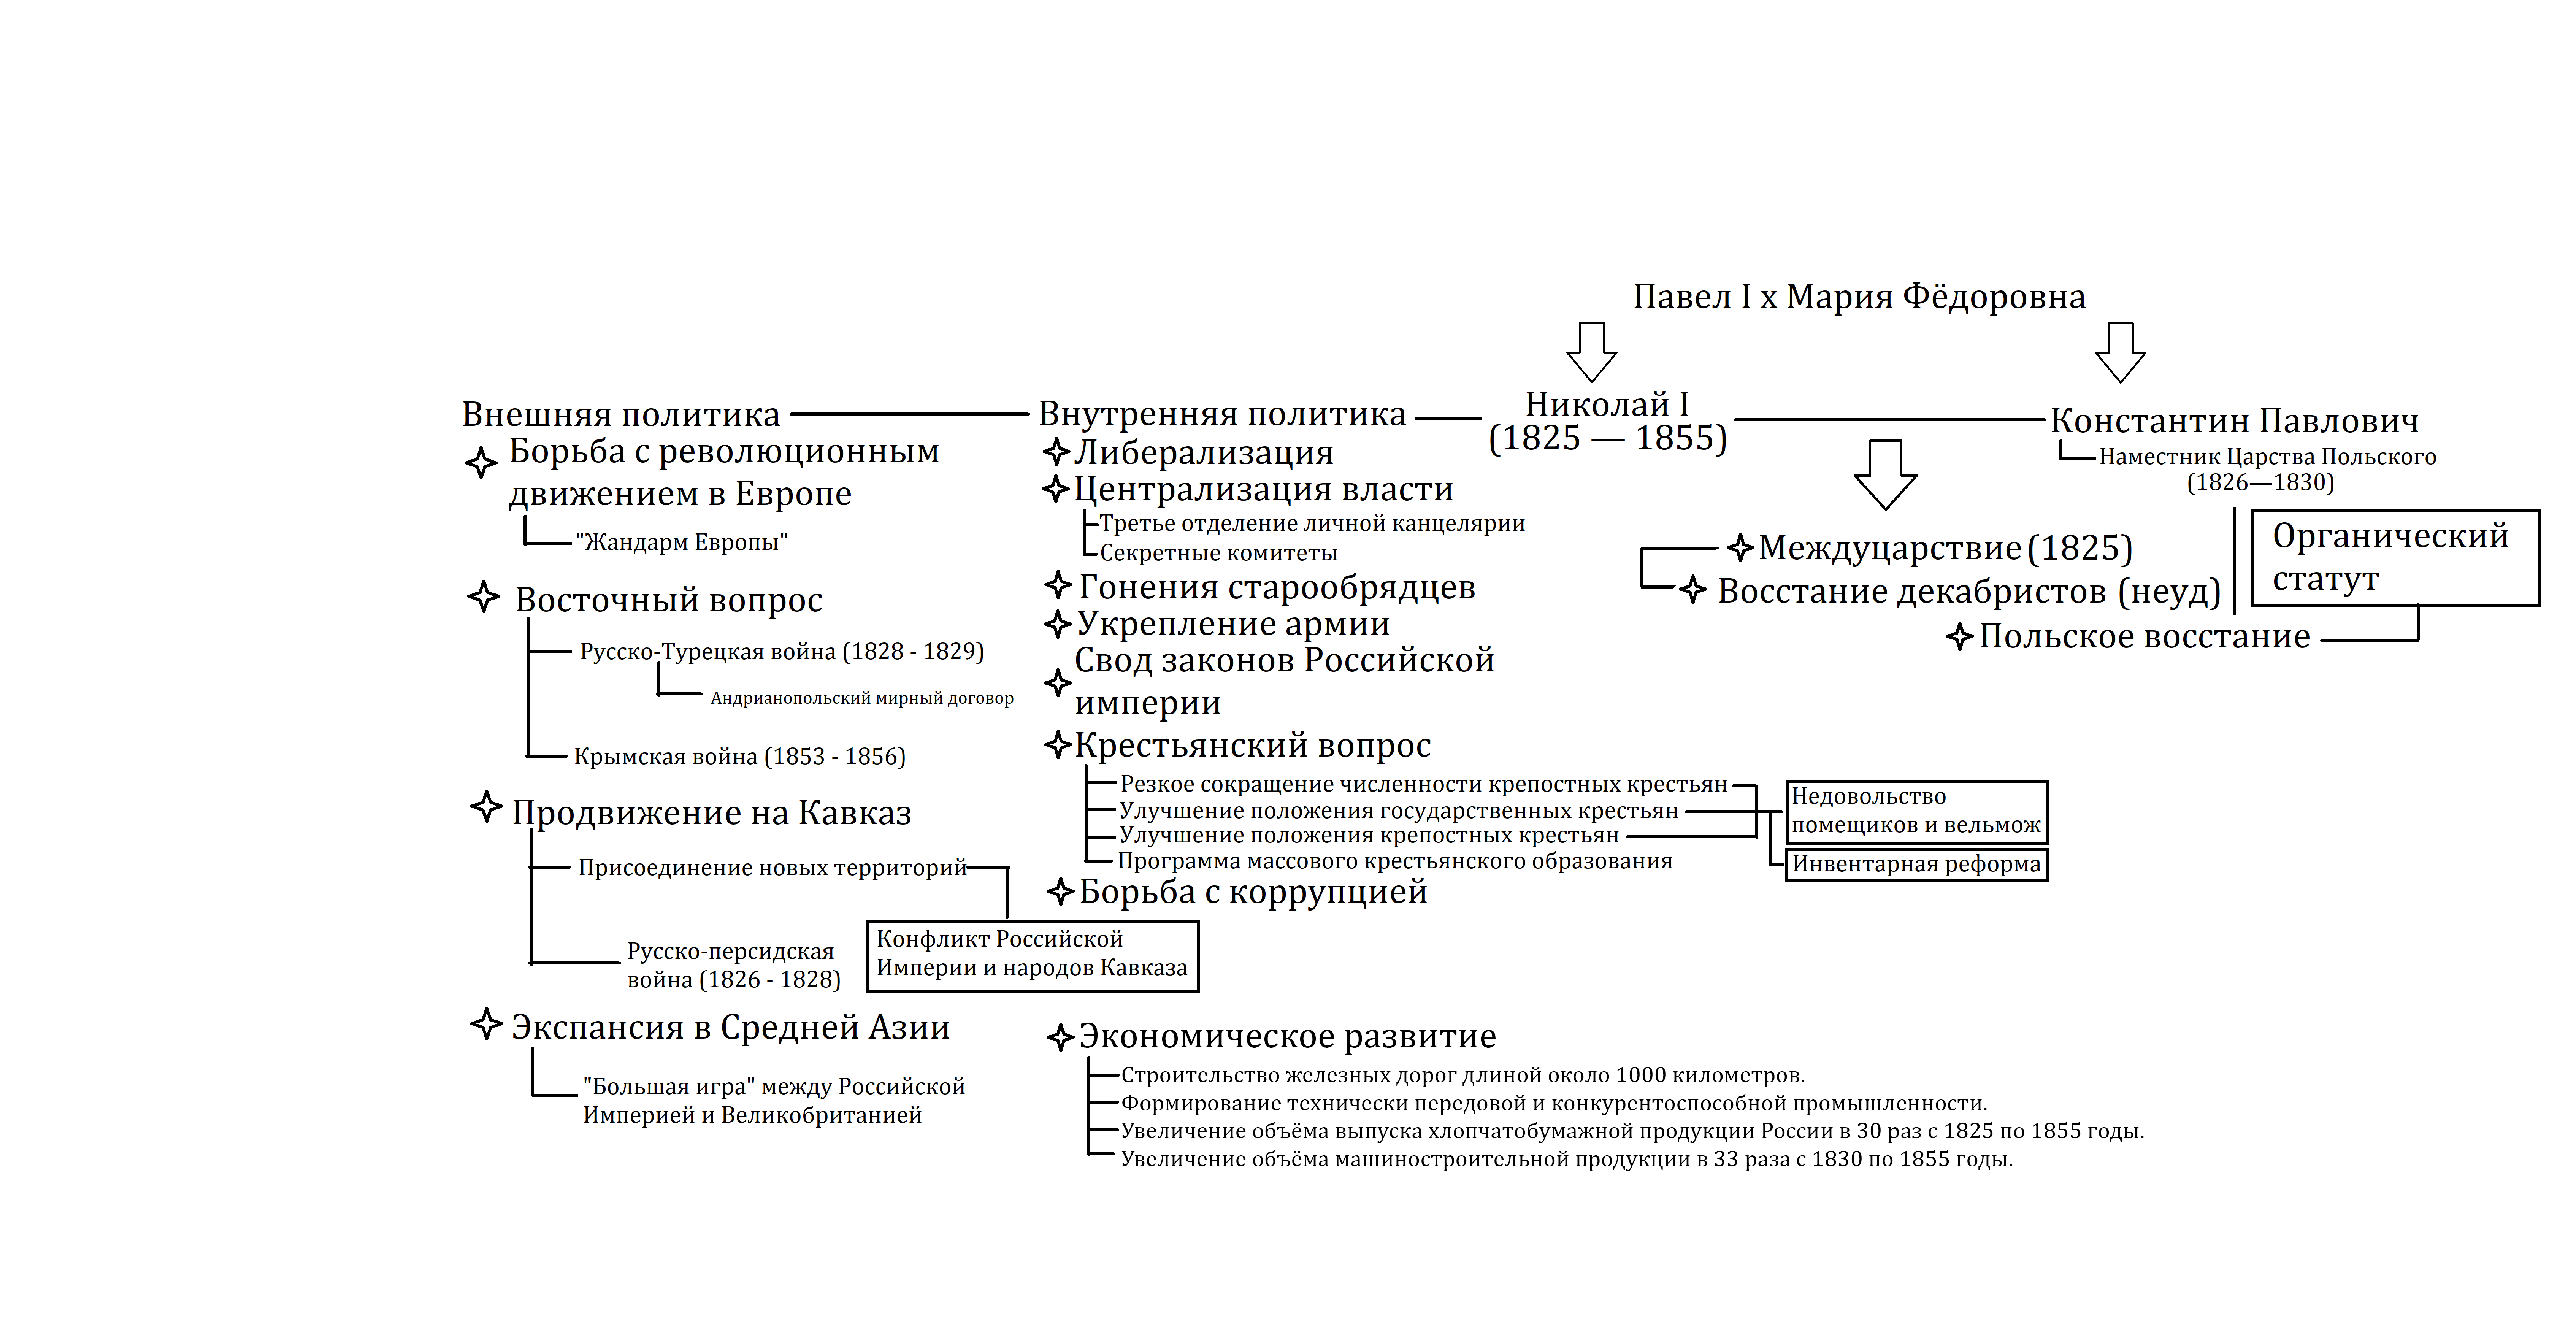 Павел I x Мария Фёдоровна
Николай I
(1825 — 1855)
Константин Павлович
Наместник Царства Польского
(1826—1830)
Органический
статут
Междуцарствие (1825)
Восстание декабристов (неуд)
Польское восстание
Внутренняя политика
Либерализация
Централизация власти
Третье отделение личной канцелярии
Секретные комитеты
Гонения старообрядцев
Укрепление армии
Свод законов Российской
империи
Крестьянский вопрос
Резкое сокращение численности крепостных крестьян
Улучшение положения государственных крестьян
Улучшение положения крепостных крестьян
Программа массового крестьянского образования
Недовольство
помещиков и вельмож
Инвентарная реформа
Борьба с коррупцией
Экономическое развитие
Строительство железных дорог длиной около 1000 километров.
Формирование технически передовой и конкурентоспособной промышленности.
Увеличение объёма выпуска хлопчатобумажной продукции России в 30 раз с 1825 по 1855 годы.
Увеличение объёма машиностроительной продукции в 33 раза с 1830 по 1855 годы.
Внешняя политика
Борьба с революционным
движением в Европе
"Жандарм Европы"
Восточный вопрос
Русско-Турецкая война (1828 - 1829)
Андрианопольский мирный договор
Крымская война (1853 - 1856)
Продвижение на Кавказ
Присоединение новых территорий
Конфликт Российской
Империи и народов Кавказа
Русско-персидская
война (1826 - 1828)
Экспансия в Средней Азии
"Большая игра" между Российской
Империей и Великобританией